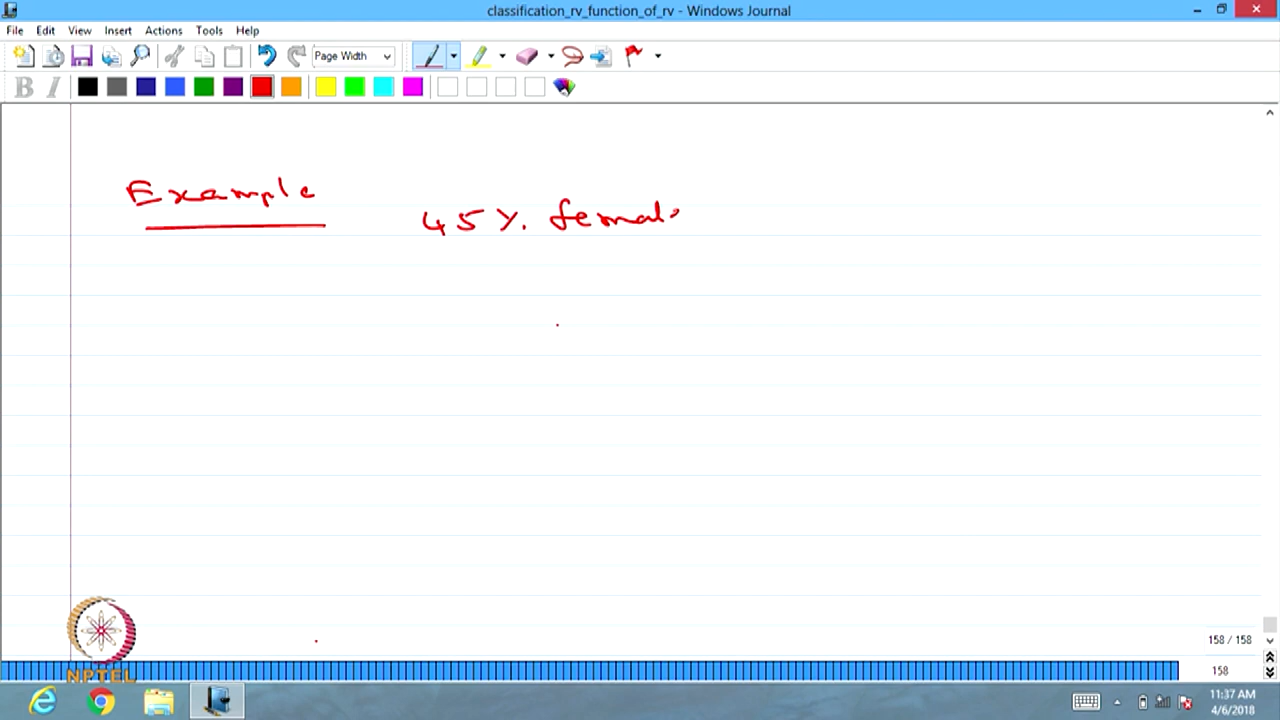 classification_rv_function_of_rv - Windows Journal
File Edit View Insert Actions Tools Help
Page Width
B I
Example
45%. female
158 / 158
158
NPTEL
11:37 AM
4/6/2018